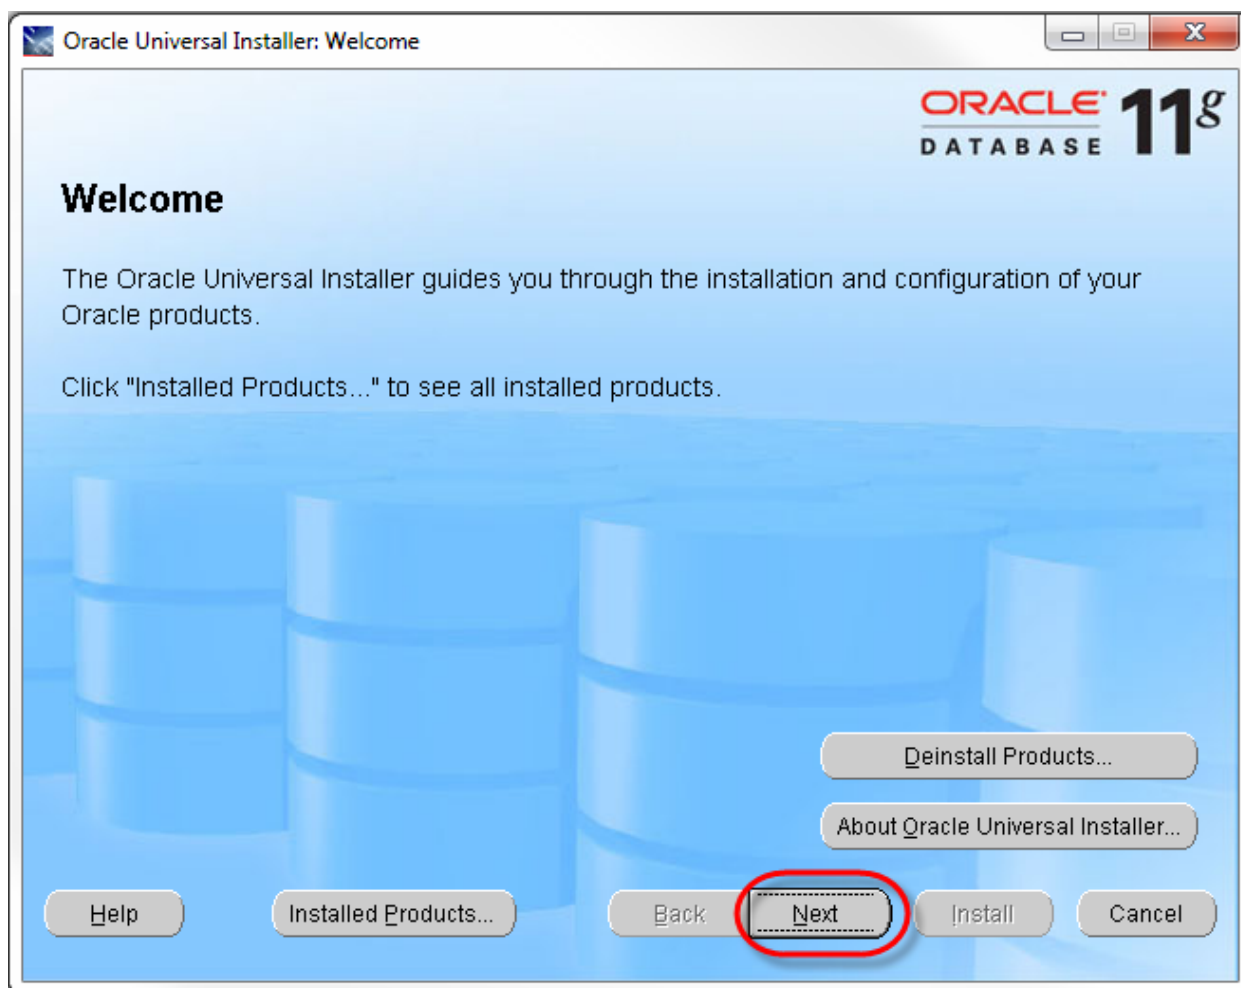 Oracle Universal Installer: Welcome
ORACLE DATABASE 11g
Welcome
The Oracle Universal Installer guides you through the installation and configuration of your
Oracle products.
Click "Installed Products..." to see all installed products.
Deinstall Products...
About Oracle Universal Installer...
Help Installed Products... Back Next Install Cancel